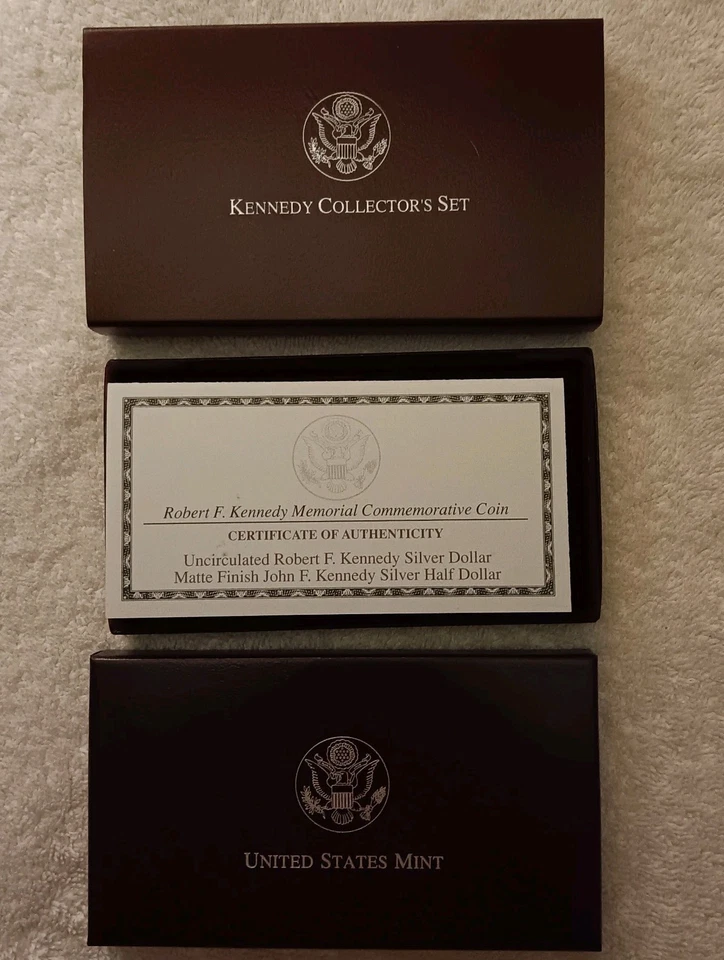 KENNEDY COLLECTOR'S SET
Robert F. Kennedy Memorial Commemorative Coin
CERTIFICATE OF AUTHENTICITY
Uncirculated Robert F. Kennedy Silver Dollar
Matte Finish John F. Kennedy Silver Half Dollar
UNITED STATES MINT